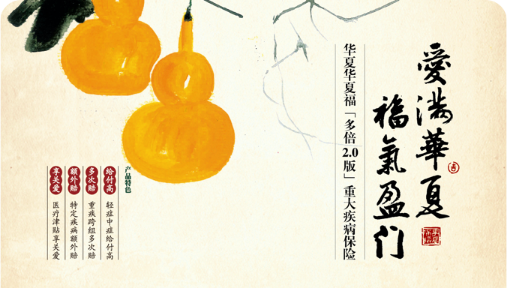 愛滿華夏
福氣盈门
华夏华夏福「多倍2.0版」重大疾病保险
产品特色
给付高
轻症中症给付高
多次赔
重疾跨组多次赔
额外赔
特定疾病额外赔
享关爱
医疗津贴享关爱